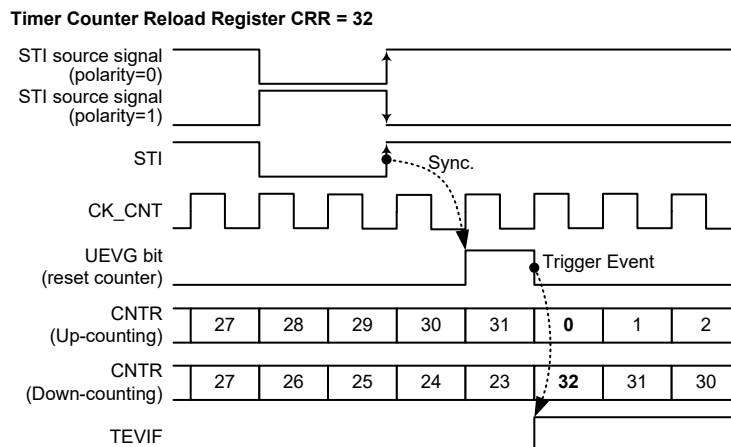 Timer Counter Reload Register CRR = 32
STI source signal
(polarity=0)
STI source signal
(polarity=1)
STI
Sync.
CK_CNT
UEVG bit
(reset counter)
Trigger Event
CNTR
(Up-counting)
27 28 29 30 31 0 1 2
CNTR
(Down-counting)
27 26 25 24 23 32 31 30
TEVIF